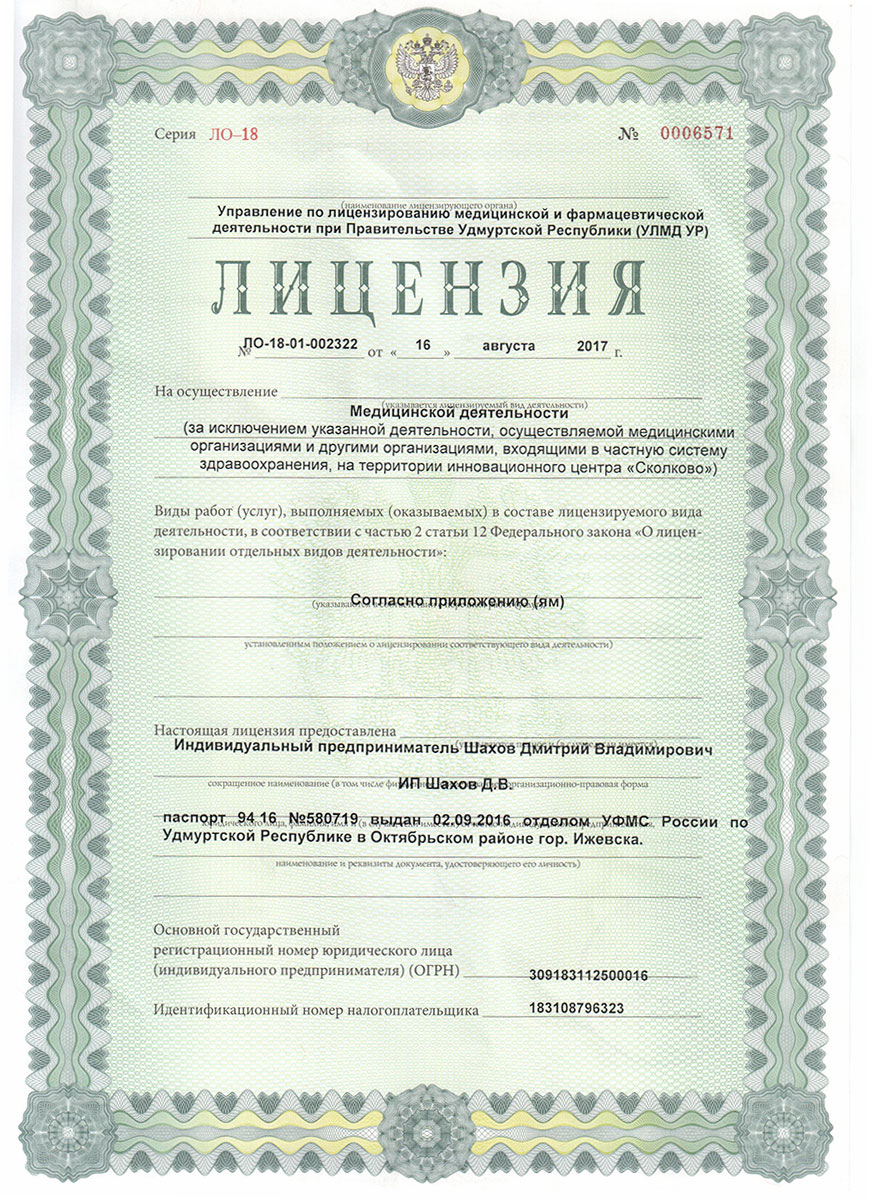 Серия ЛО–18 № 0006571
(наименование лицензирующего органа)
Управление по лицензированию медицинской и фармацевтической
деятельности при Правительстве Удмуртской Республики (УЛМД УР)
ЛИЦЕНЗИЯ
№ ЛО-18-01-002322 от « 16 » августа 2017 г.
На осуществление
(указывается лицензируемый вид деятельности)
Медицинской деятельности
(за исключением указанной деятельности, осуществляемой медицинскими
организациями и другими организациями, входящими в частную систему
здравоохранения, на территории инновационного центра «Сколково»)
Виды работ (услуг), выполняемых (оказываемых) в составе лицензируемого вида
деятельности, в соответствии с частью 2 статьи 12 Федерального закона «О лицен-
зировании отдельных видов деятельности»:
Согласно приложению (ям)
(указываются в
установленным положением о лицензировании соответствующего вида деятельности)
Настоящая лицензия предоставлена
Индивидуальный предприниматель Шахов Дмитрий Владимирович
сокращенное наименование (в том числе организационно-правовая форма
ИП Шахов Д.В.
паспорт 94 16 №580719 выдан 02.09.2016 отделом УФМС России по
Удмуртской Республике в Октябрьском районе гор. Ижевска.
наименование и реквизиты документа, удостоверяющего его личность)
Основной государственный
регистрационный номер юридического лица
(индивидуального предпринимателя) (ОГРН) 309183112500016
Идентификационный номер налогоплательщика 183108796323